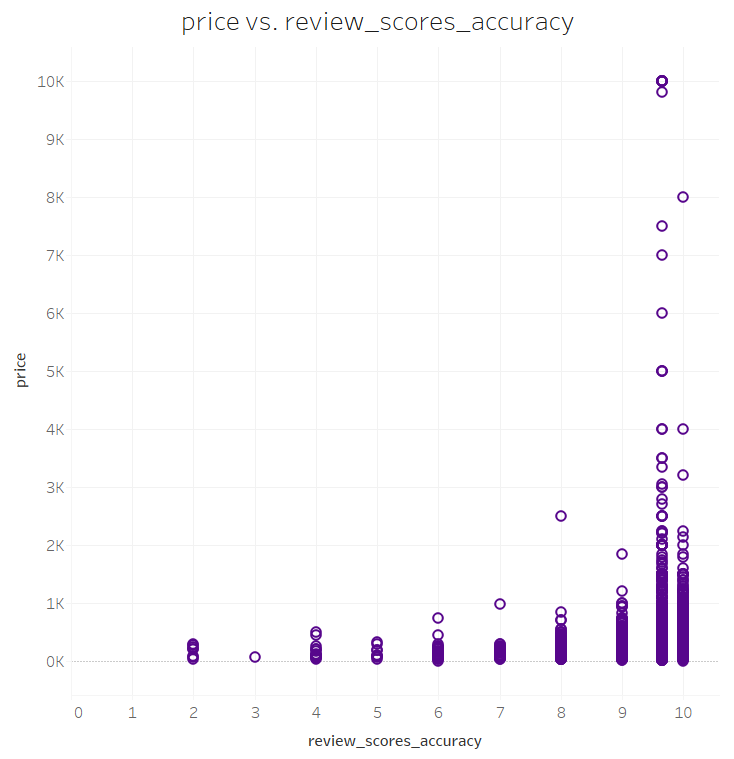 price vs. review_scores_accuracy
10K
9K
8K
7K
6K
5K
4K
3K
2K
1K
0K
price
0 1 2 3 4 5 6 7 8 9 10
review_scores_accuracy